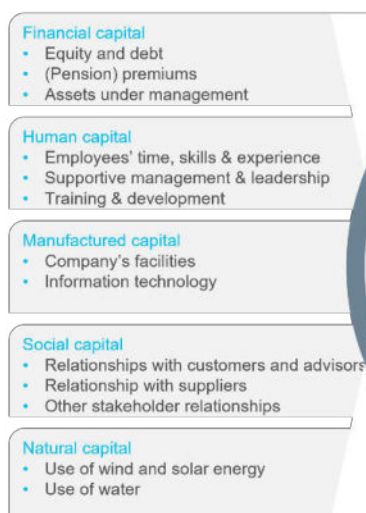 Financial capital
• Equity and debt
• (Pension) premiums
• Assets under management
Human capital
• Employees' time, skills & experience
• Supportive management & leadership
• Training & development
Manufactured capital
• Company's facilities
• Information technology
Social capital
• Relationships with customers and advisors
• Relationship with suppliers
• Other stakeholder relationships
Natural capital
• Use of wind and solar energy
• Use of water